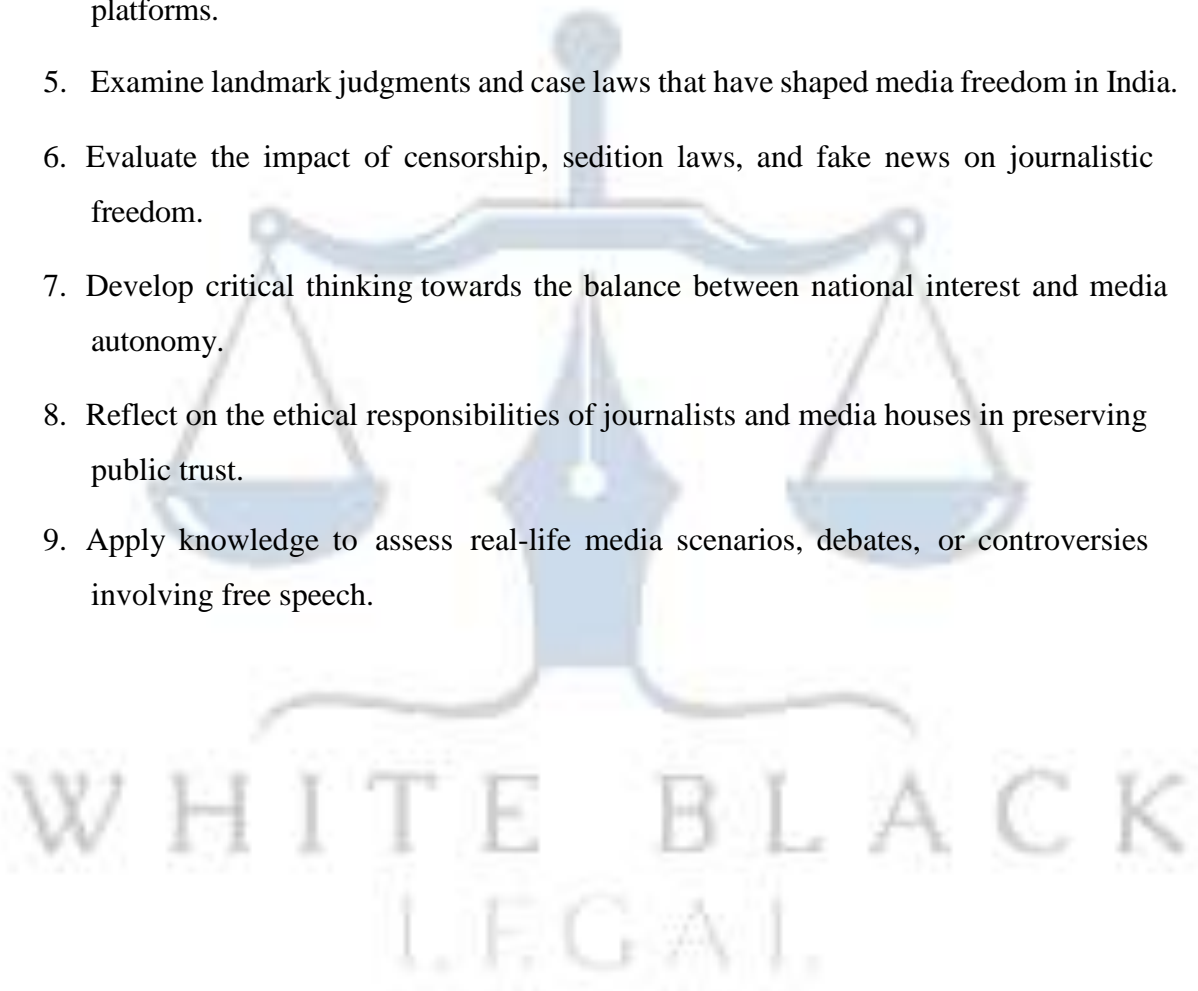 platforms.
5. Examine landmark judgments and case laws that have shaped media freedom in India.
6. Evaluate the impact of censorship, sedition laws, and fake news on journalistic
freedom.
7. Develop critical thinking towards the balance between national interest and media
autonomy.
8. Reflect on the ethical responsibilities of journalists and media houses in preserving
public trust.
9. Apply knowledge to assess real-life media scenarios, debates, or controversies
involving free speech.
WHITE BLACK
LEGAL